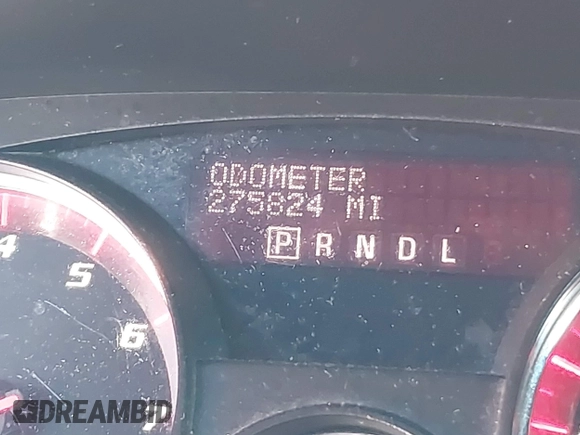 ODOMETER
275824 MI
P R N D L
4
5
6
DREAMBID